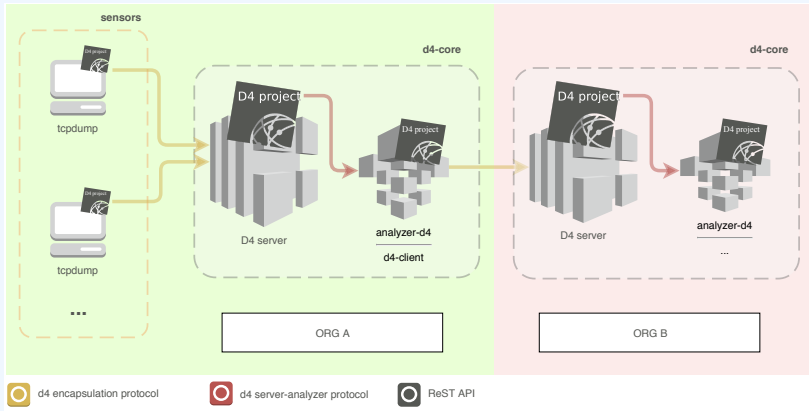 sensors
d4-core
d4-core
D4 project
tcpdump
D4 project
tcpdump
...
D4 project
D4 server
D4 project
analyzer-d4
d4-client
D4 project
D4 server
D4 project
analyzer-d4
...
ORG A
ORG B
d4 encapsulation protocol
d4 server-analyzer protocol
ReST API